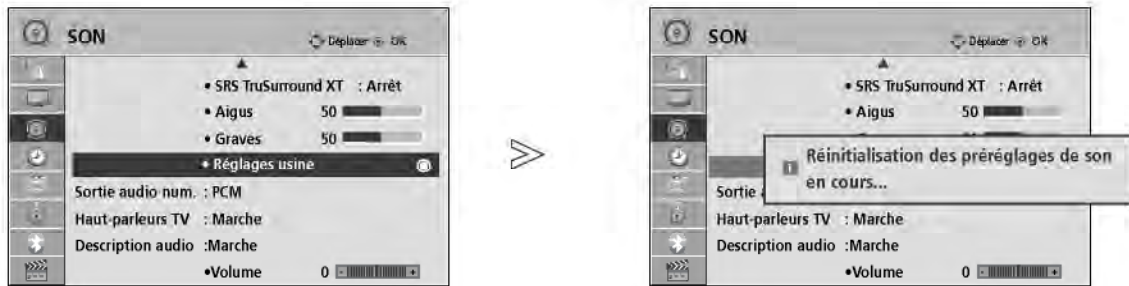 SON
Déplacer OK
• SRS TruSurround XT : Arrêt
• Aigus 50
• Graves 50
• Réglages usine
Sortie audio num. : PCM
Haut-parleurs TV : Marche
Description audio :Marche
•Volume 0 - +
SON
Déplacer OK
• SRS TruSurround XT : Arrêt
• Aigus 50
Réinitialisation des préréglages de son
en cours...
Sortie
Haut-parleurs TV : Marche
Description audio :Marche
•Volume 0 - +